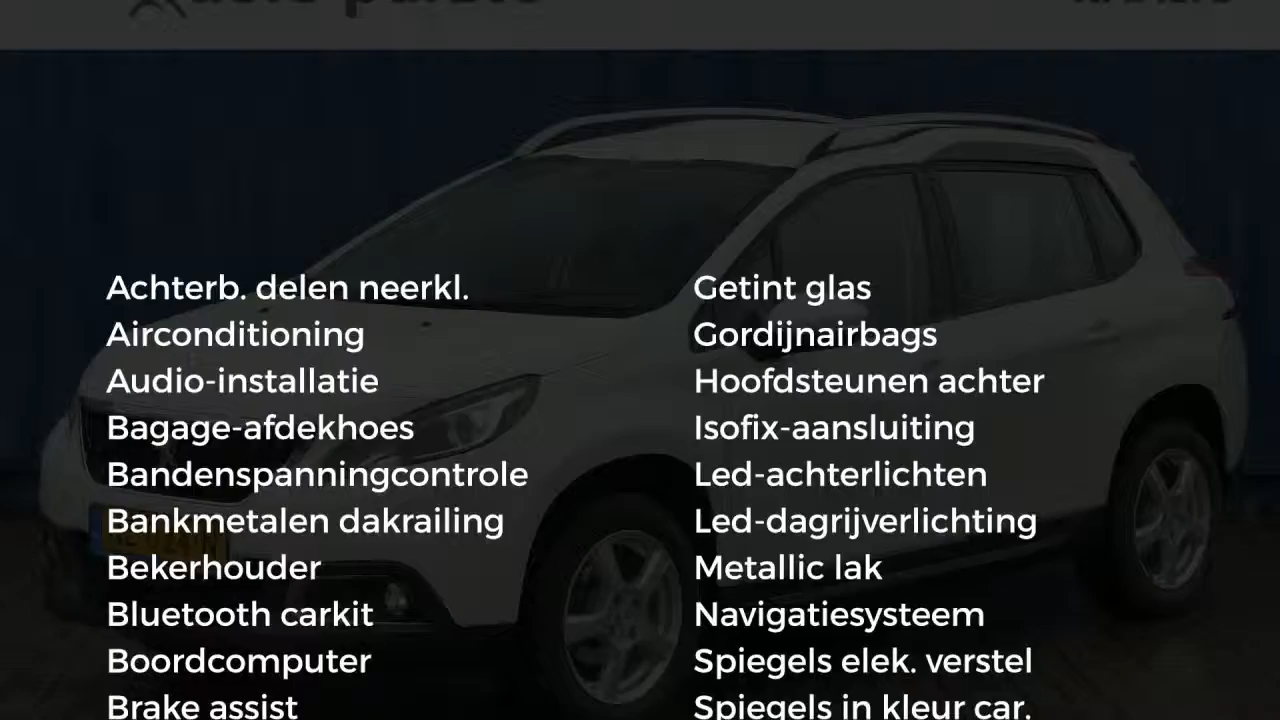 Achterb. delen neerkl.
Airconditioning
Audio-installatie
Bagage-afdekhoes
Bandenspanningcontrole
Bankmetalen dakrailing
Bekerhouder
Bluetooth carkit
Boordcomputer
Brake assist
Getint glas
Gordijnairbags
Hoofdsteunen achter
Isofix-aansluiting
Led-achterlichten
Led-dagrijverlichting
Metallic lak
Navigatiesysteem
Spiegels elek. verstel
Spiegels in kleur car.